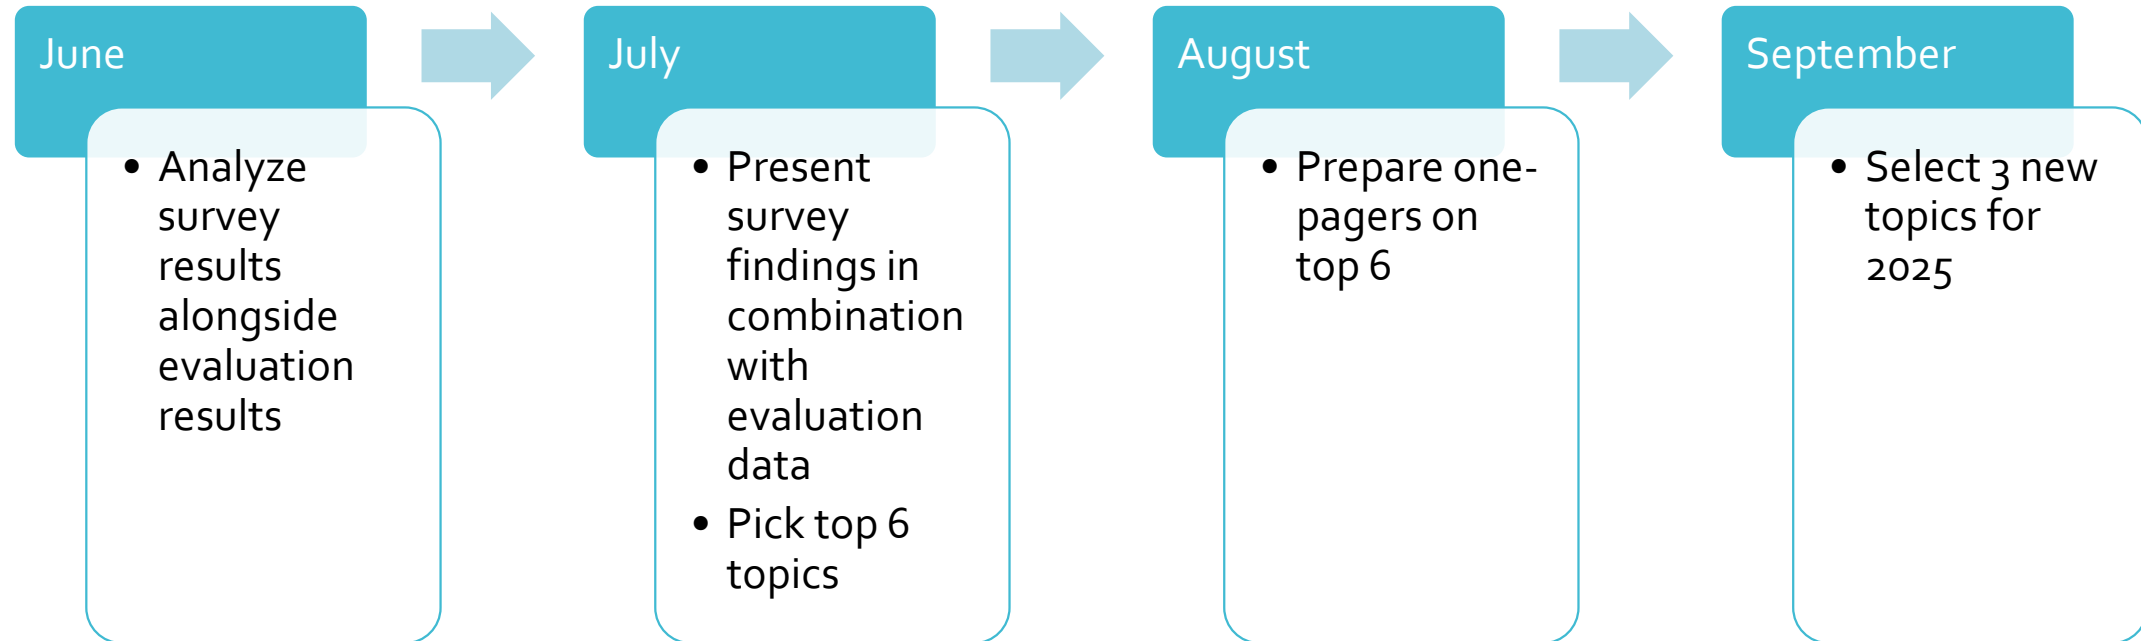 June
• Analyze
survey
results
alongside
evaluation
results
July
• Present
survey
findings in
combination
with
evaluation
data
• Pick top 6
topics
August
• Prepare one-
pagers on
top 6
September
• Select 3 new
topics for
2025